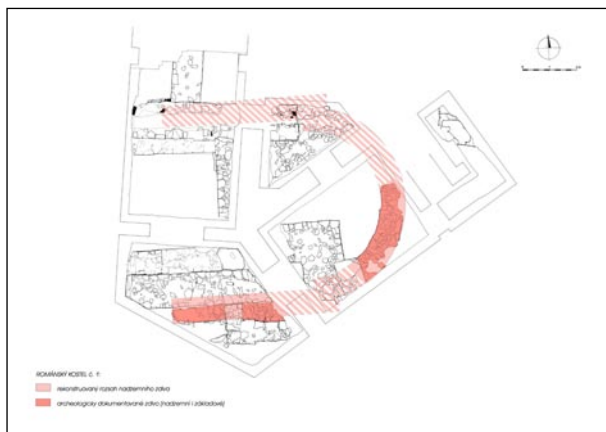 ROMÁNSKÝ KOSTEL č. 1:
rekonstruovaný rozsah nadzemního zdiva
archeologicky dokumentované zdivo (nadzemní i základové)